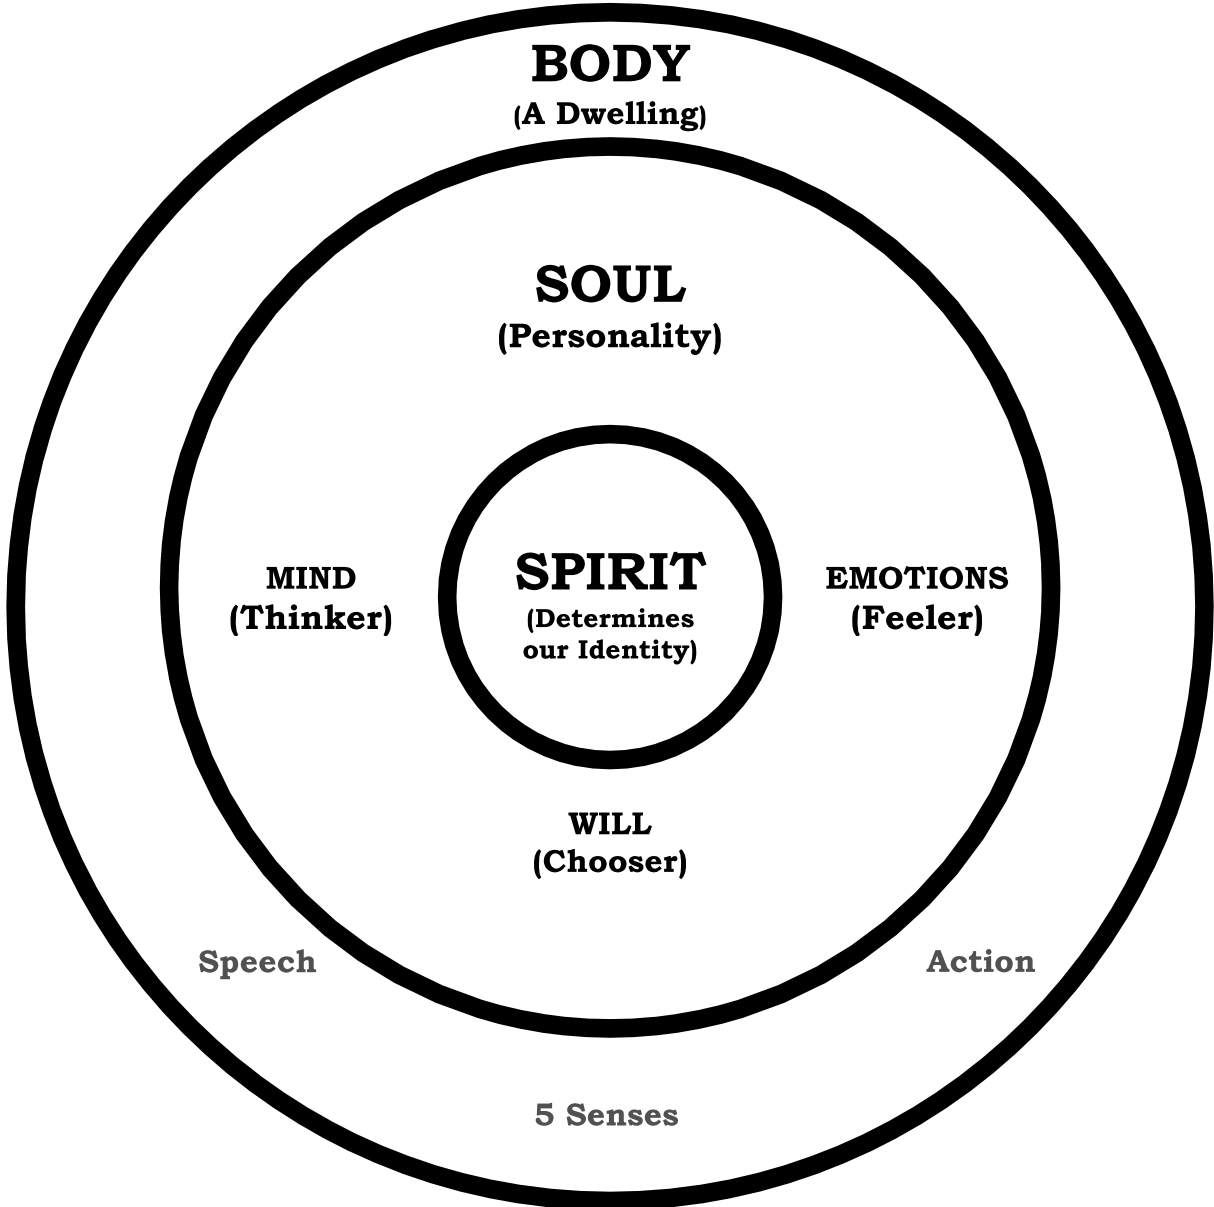 BODY
(A Dwelling)
SOUL
(Personality)
MIND
(Thinker)
SPIRIT
(Determines
our Identity)
EMOTIONS
(Feeler)
WILL
(Chooser)
Speech
Action
5 Senses